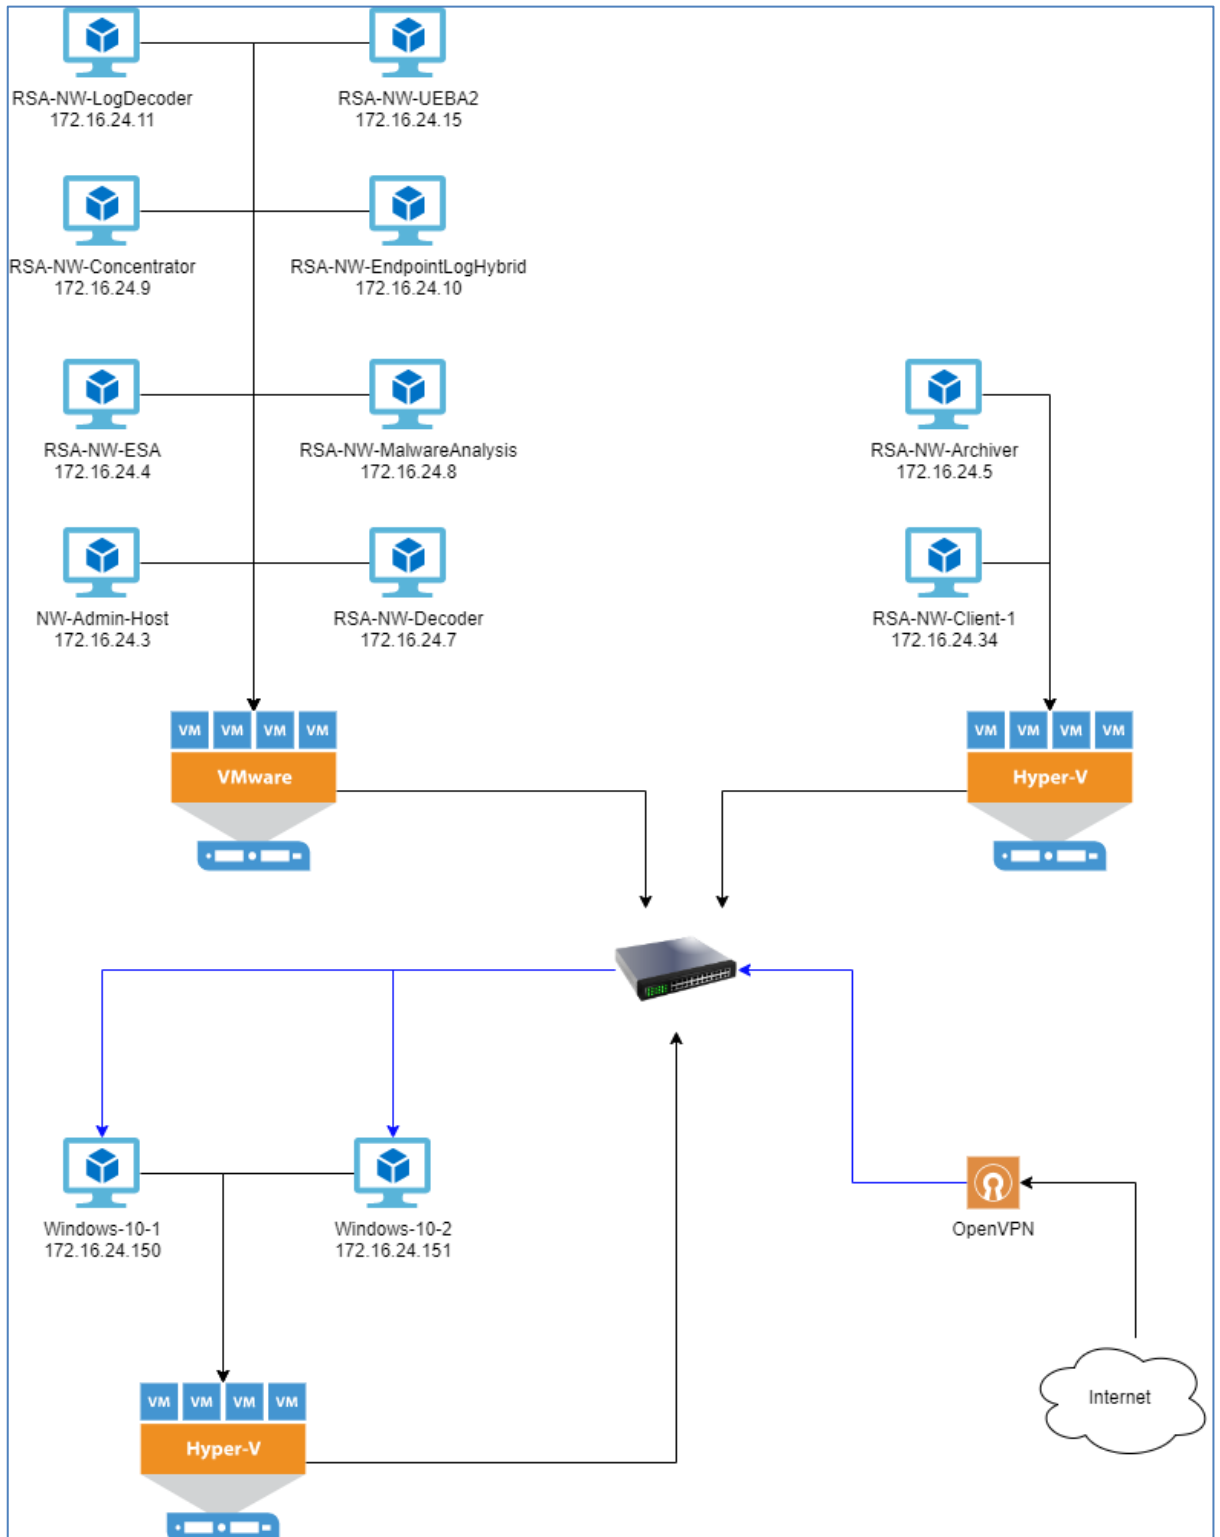 RSA-NW-LogDecoder
172.16.24.11
RSA-NW-UEBA2
172.16.24.15
RSA-NW-Concentrator
172.16.24.9
RSA-NW-EndpointLogHybrid
172.16.24.10
RSA-NW-ESA
172.16.24.4
RSA-NW-MalwareAnalysis
172.16.24.8
RSA-NW-Archiver
172.16.24.5
NW-Admin-Host
172.16.24.3
RSA-NW-Decoder
172.16.24.7
RSA-NW-Client-1
172.16.24.34
VM VM VM VM
VMware
VM VM VM VM
Hyper-V
Windows-10-1
172.16.24.150
Windows-10-2
172.16.24.151
OpenVPN
Internet
VM VM VM VM
Hyper-V